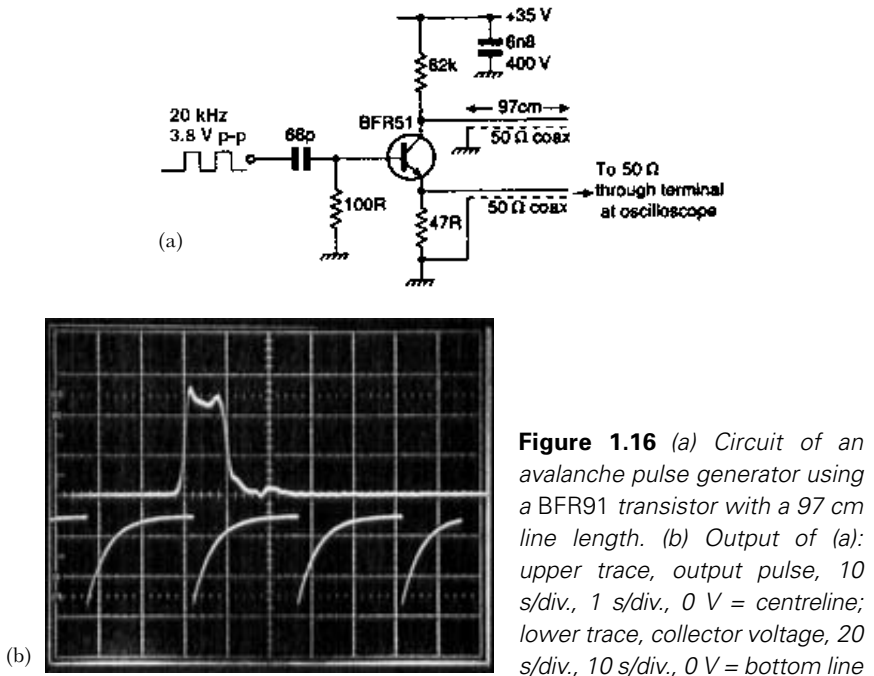 +35 V
6n8
82k
400 V
97cm
20 kHz
BFR51
3.8 V p-p
68p
50 Ω coax
To 50 Ω
through terminal
at oscilloscope
100R
50 Ω coax
47R
(a)
Figure 1.16 (a) Circuit of an
avalanche pulse generator using
a BFR91 transistor with a 97 cm
line length. (b) Output of (a):
upper trace, output pulse, 10
s/div., 1 s/div., 0 V = centreline;
lower trace, collector voltage, 20
s/div., 10 s/div., 0 V = bottom line
(b)